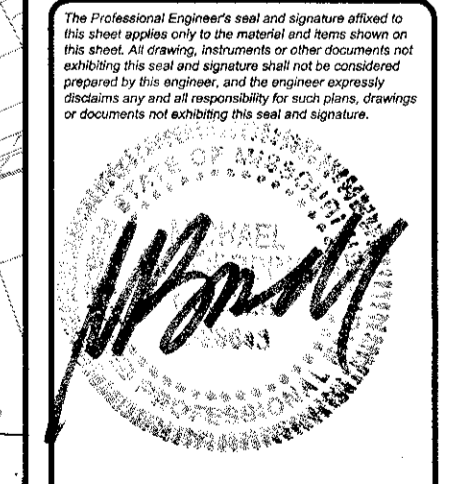 The Professional Engineer's seal and signature affixed to
this sheet applies only to the material and items shown on
this sheet. All drawing, instruments or other documents not
exhibiting this seal and signature shall not be considered
prepared by this engineer, and the engineer expressly
disclaims any and all responsibility for such plans, drawings
or documents not exhibiting this seal and signature.
STATE OF MISSOURI
MICHAEL
PROFESSIONAL